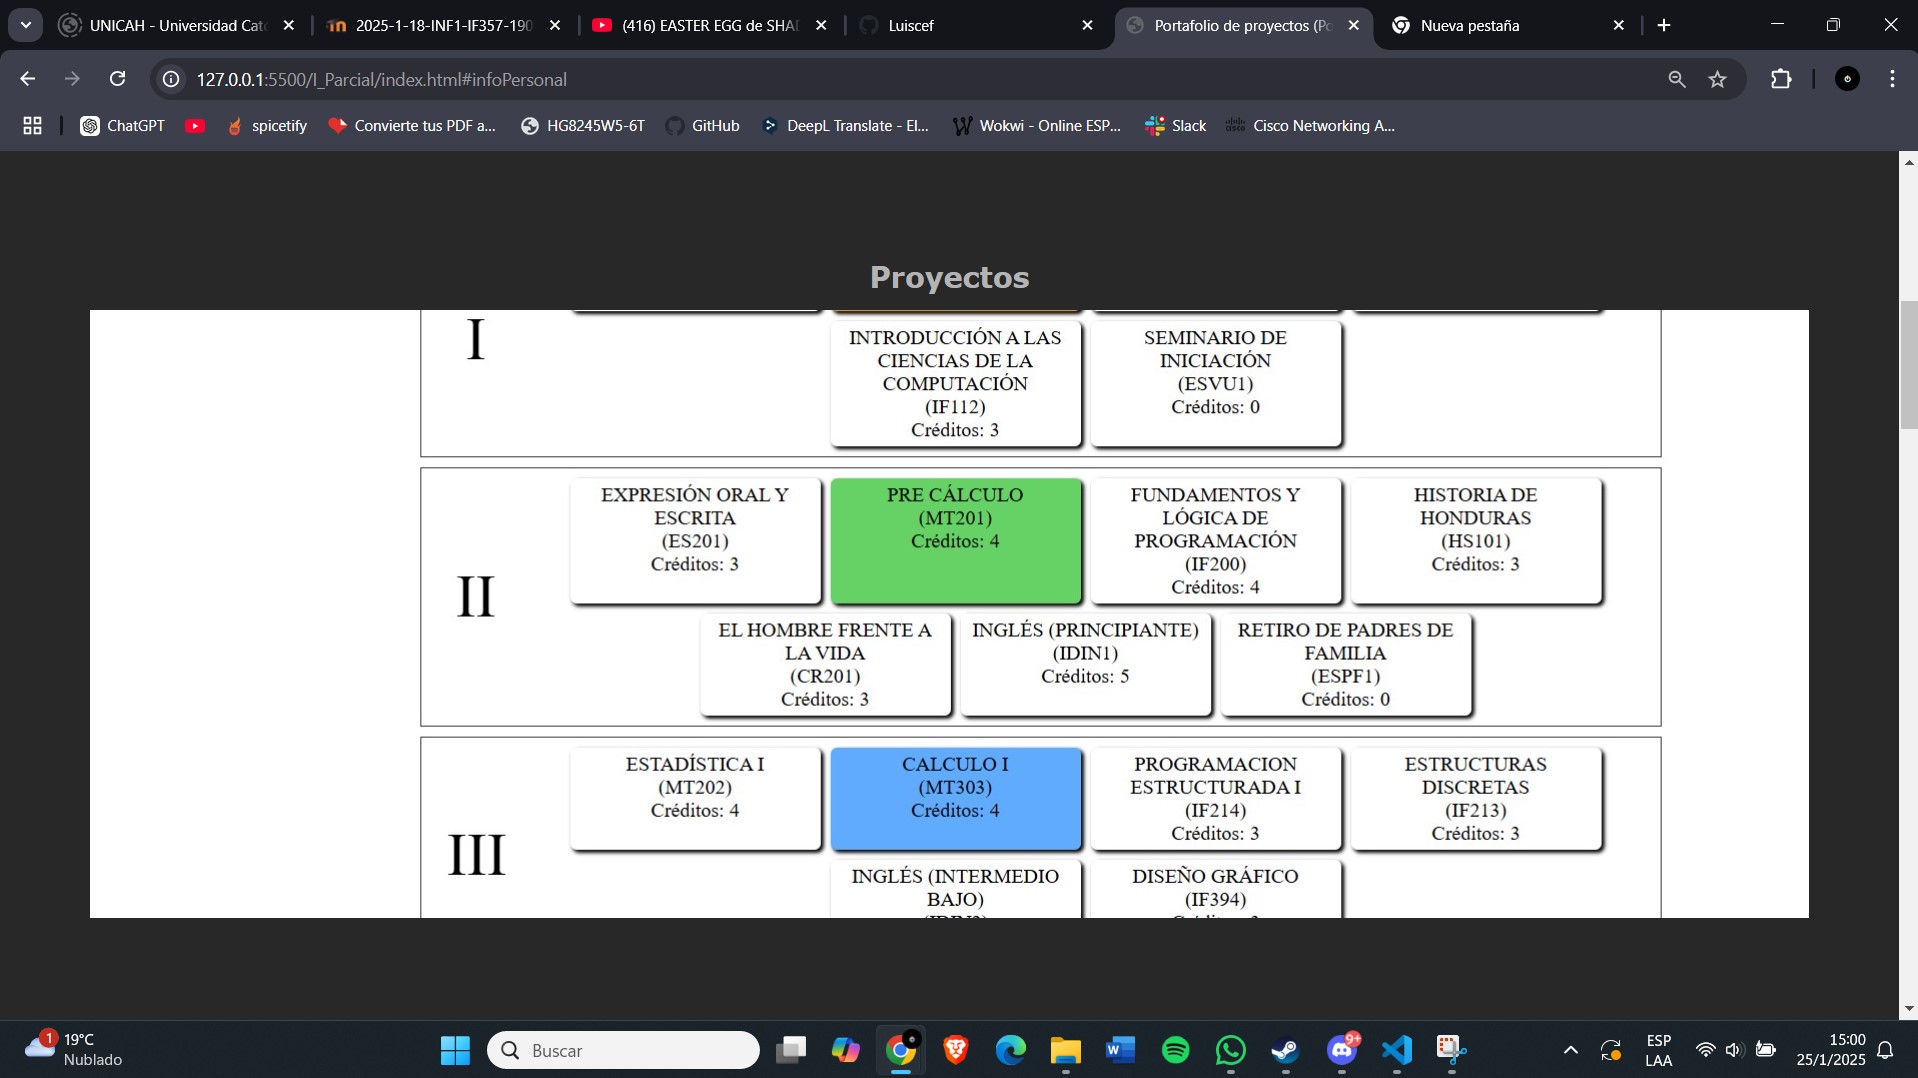 UNICAH - Universidad Cat
2025-1-18-INF1-IF357-190
(416) EASTER EGG de SHA
Luiscef
Portafolio de proyectos (Po
Nueva pestaña
127.0.0.1:5500/I_Parcial/index.html#infoPersonal
ChatGPT
spicetify
Convierte tus PDF a...
HG8245W5-6T
GitHub
DeepL Translate - El...
Wokwi - Online ESP...
Slack
Cisco Networking A...
Proyectos
I
INTRODUCCIÓN A LAS
CIENCIAS DE LA
COMPUTACIÓN
(IF112)
Créditos: 3
SEMINARIO DE
INICIACIÓN
(ESVU1)
Créditos: 0
II
EXPRESIÓN ORAL Y
ESCRITA
(ES201)
Créditos: 3
PRE CÁLCULO
(MT201)
Créditos: 4
FUNDAMENTOS Y
LÓGICA DE
PROGRAMACIÓN
(IF200)
Créditos: 4
HISTORIA DE
HONDURAS
(HS101)
Créditos: 3
EL HOMBRE FRENTE A
LA VIDA
(CR201)
Créditos: 3
INGLÉS (PRINCIPIANTE)
(IDIN1)
Créditos: 5
RETIRO DE PADRES DE
FAMILIA
(ESPF1)
Créditos: 0
III
ESTADÍSTICA I
(MT202)
Créditos: 4
CALCULO I
(MT303)
Créditos: 4
PROGRAMACION
ESTRUCTURADA I
(IF214)
Créditos: 3
ESTRUCTURAS
DISCRETAS
(IF213)
Créditos: 3
INGLÉS (INTERMEDIO
BAJO)
DISEÑO GRÁFICO
(IF394)
1
19°C
Nublado
Buscar
9+
ESP
LAA
15:00
25/1/2025